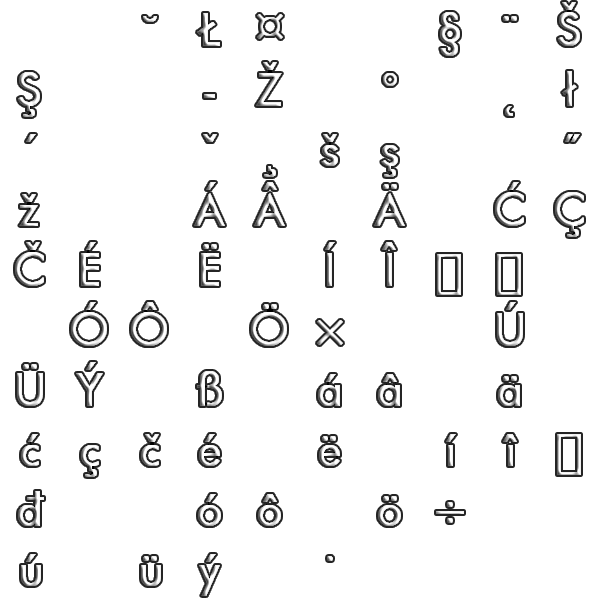 ˘ Ł ¤ § ¨ Š
Ş - Ž ° ˛ ł
´ ˇ ¸ š ş ˝
ž Á Â Ä Ć Ç
Č É Ë Í Î
Ó Ô Ö × Ú
Ü Ý ß á â ä
ć ç č é ë í î
đ ó ô ö ÷
ú ü ý ˙